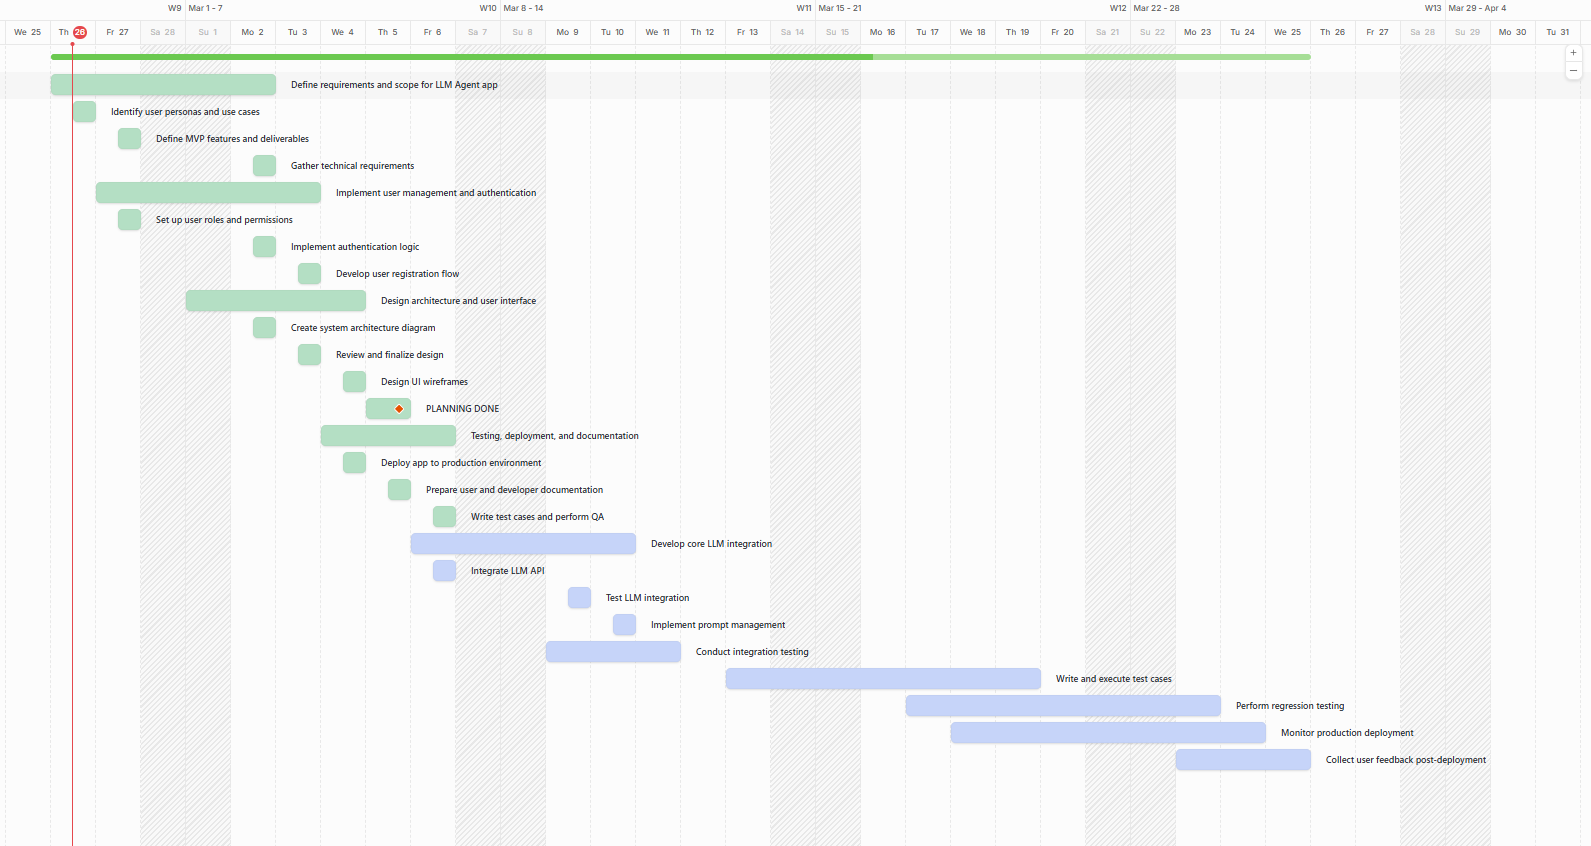 W9 Mar 1 - 7 W10 Mar 8 - 14 W11 Mar 15 - 21 W12 Mar 22 - 28 W13 Mar 29 - Apr 4
We 25 Th 26 Fr 27 Sa 28 Su 1 Mo 2 Tu 3 We 4 Th 5 Fr 6 Sa 7 Su 8 Mo 9 Tu 10 We 11 Th 12 Fr 13 Sa 14 Su 15 Mo 16 Tu 17 We 18 Th 19 Fr 20 Sa 21 Su 22 Mo 23 Tu 24 We 25 Th 26 Fr 27 Sa 28 Su 29 Mo 30 Tu 31
+
−
Define requirements and scope for LLM Agent app
Identify user personas and use cases
Define MVP features and deliverables
Gather technical requirements
Implement user management and authentication
Set up user roles and permissions
Implement authentication logic
Develop user registration flow
Design architecture and user interface
Create system architecture diagram
Review and finalize design
Design UI wireframes
PLANNING DONE
Testing, deployment, and documentation
Deploy app to production environment
Prepare user and developer documentation
Write test cases and perform QA
Develop core LLM integration
Integrate LLM API
Test LLM integration
Implement prompt management
Conduct integration testing
Write and execute test cases
Perform regression testing
Monitor production deployment
Collect user feedback post-deployment